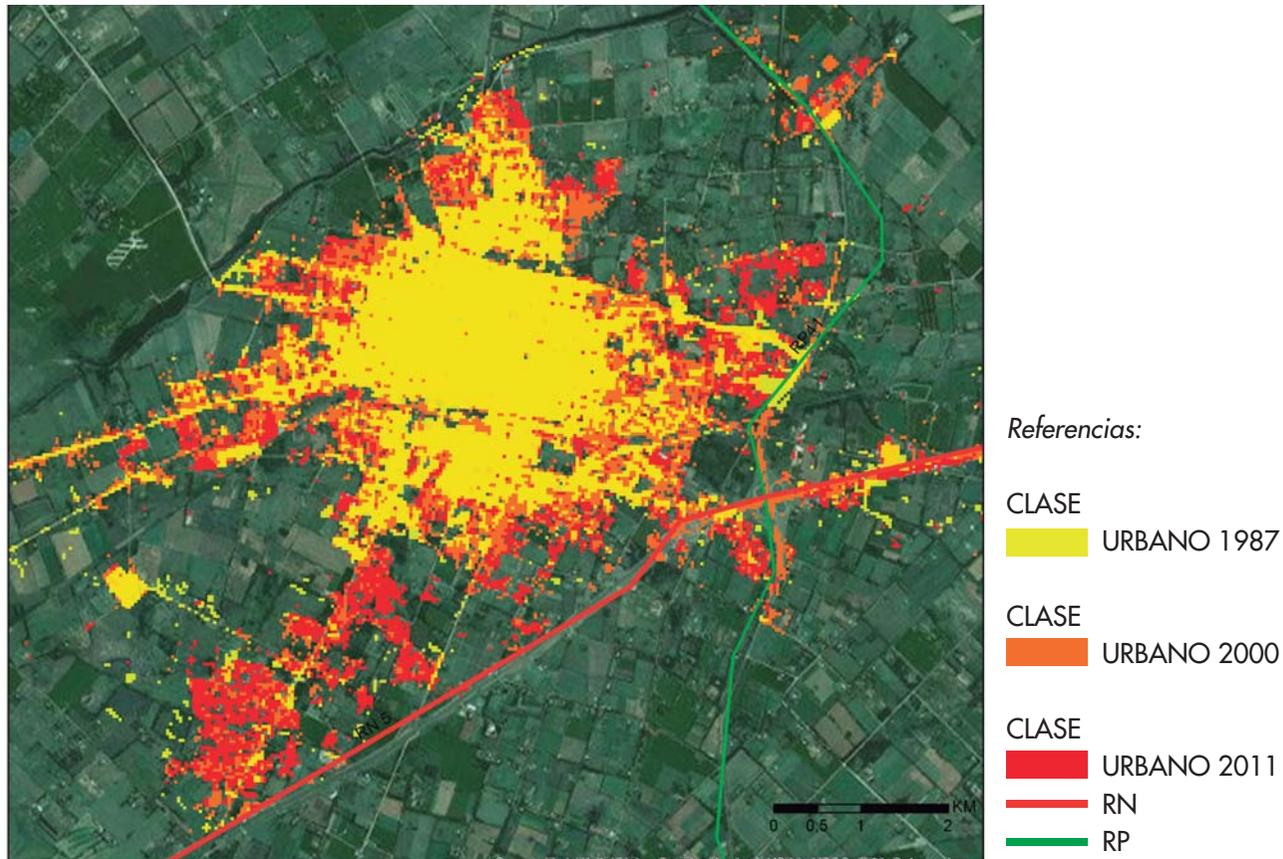 RP41
RN 5
KM
0 0,5 1 2
Referencias:
CLASE
URBANO 1987
CLASE
URBANO 2000
CLASE
URBANO 2011
RN
RP